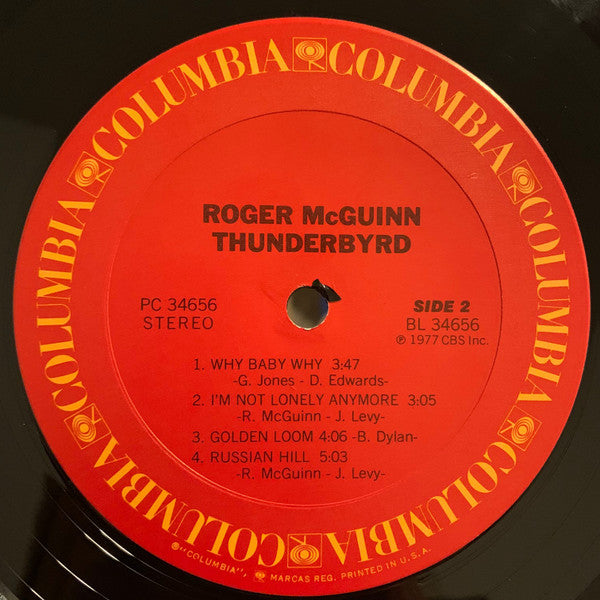 COLUMBIA COLUMBIA COLUMBIA COLUMBIA COLUMBIA COLUMBIA
ROGER McGUINN
THUNDERBYRD
PC 34656
STEREO
SIDE 2
BL 34656
℗ 1977 CBS Inc.
1. WHY BABY WHY 3:47
-G. Jones - D. Edwards-
2. I'M NOT LONELY ANYMORE 3:05
-R. McGuinn - J. Levy-
3. GOLDEN LOOM 4:06 -B. Dylan-
4. RUSSIAN HILL 5:03
-R. McGuinn - J. Levy-
® "COLUMBIA", MARCAS REG. PRINTED IN U.S.A.